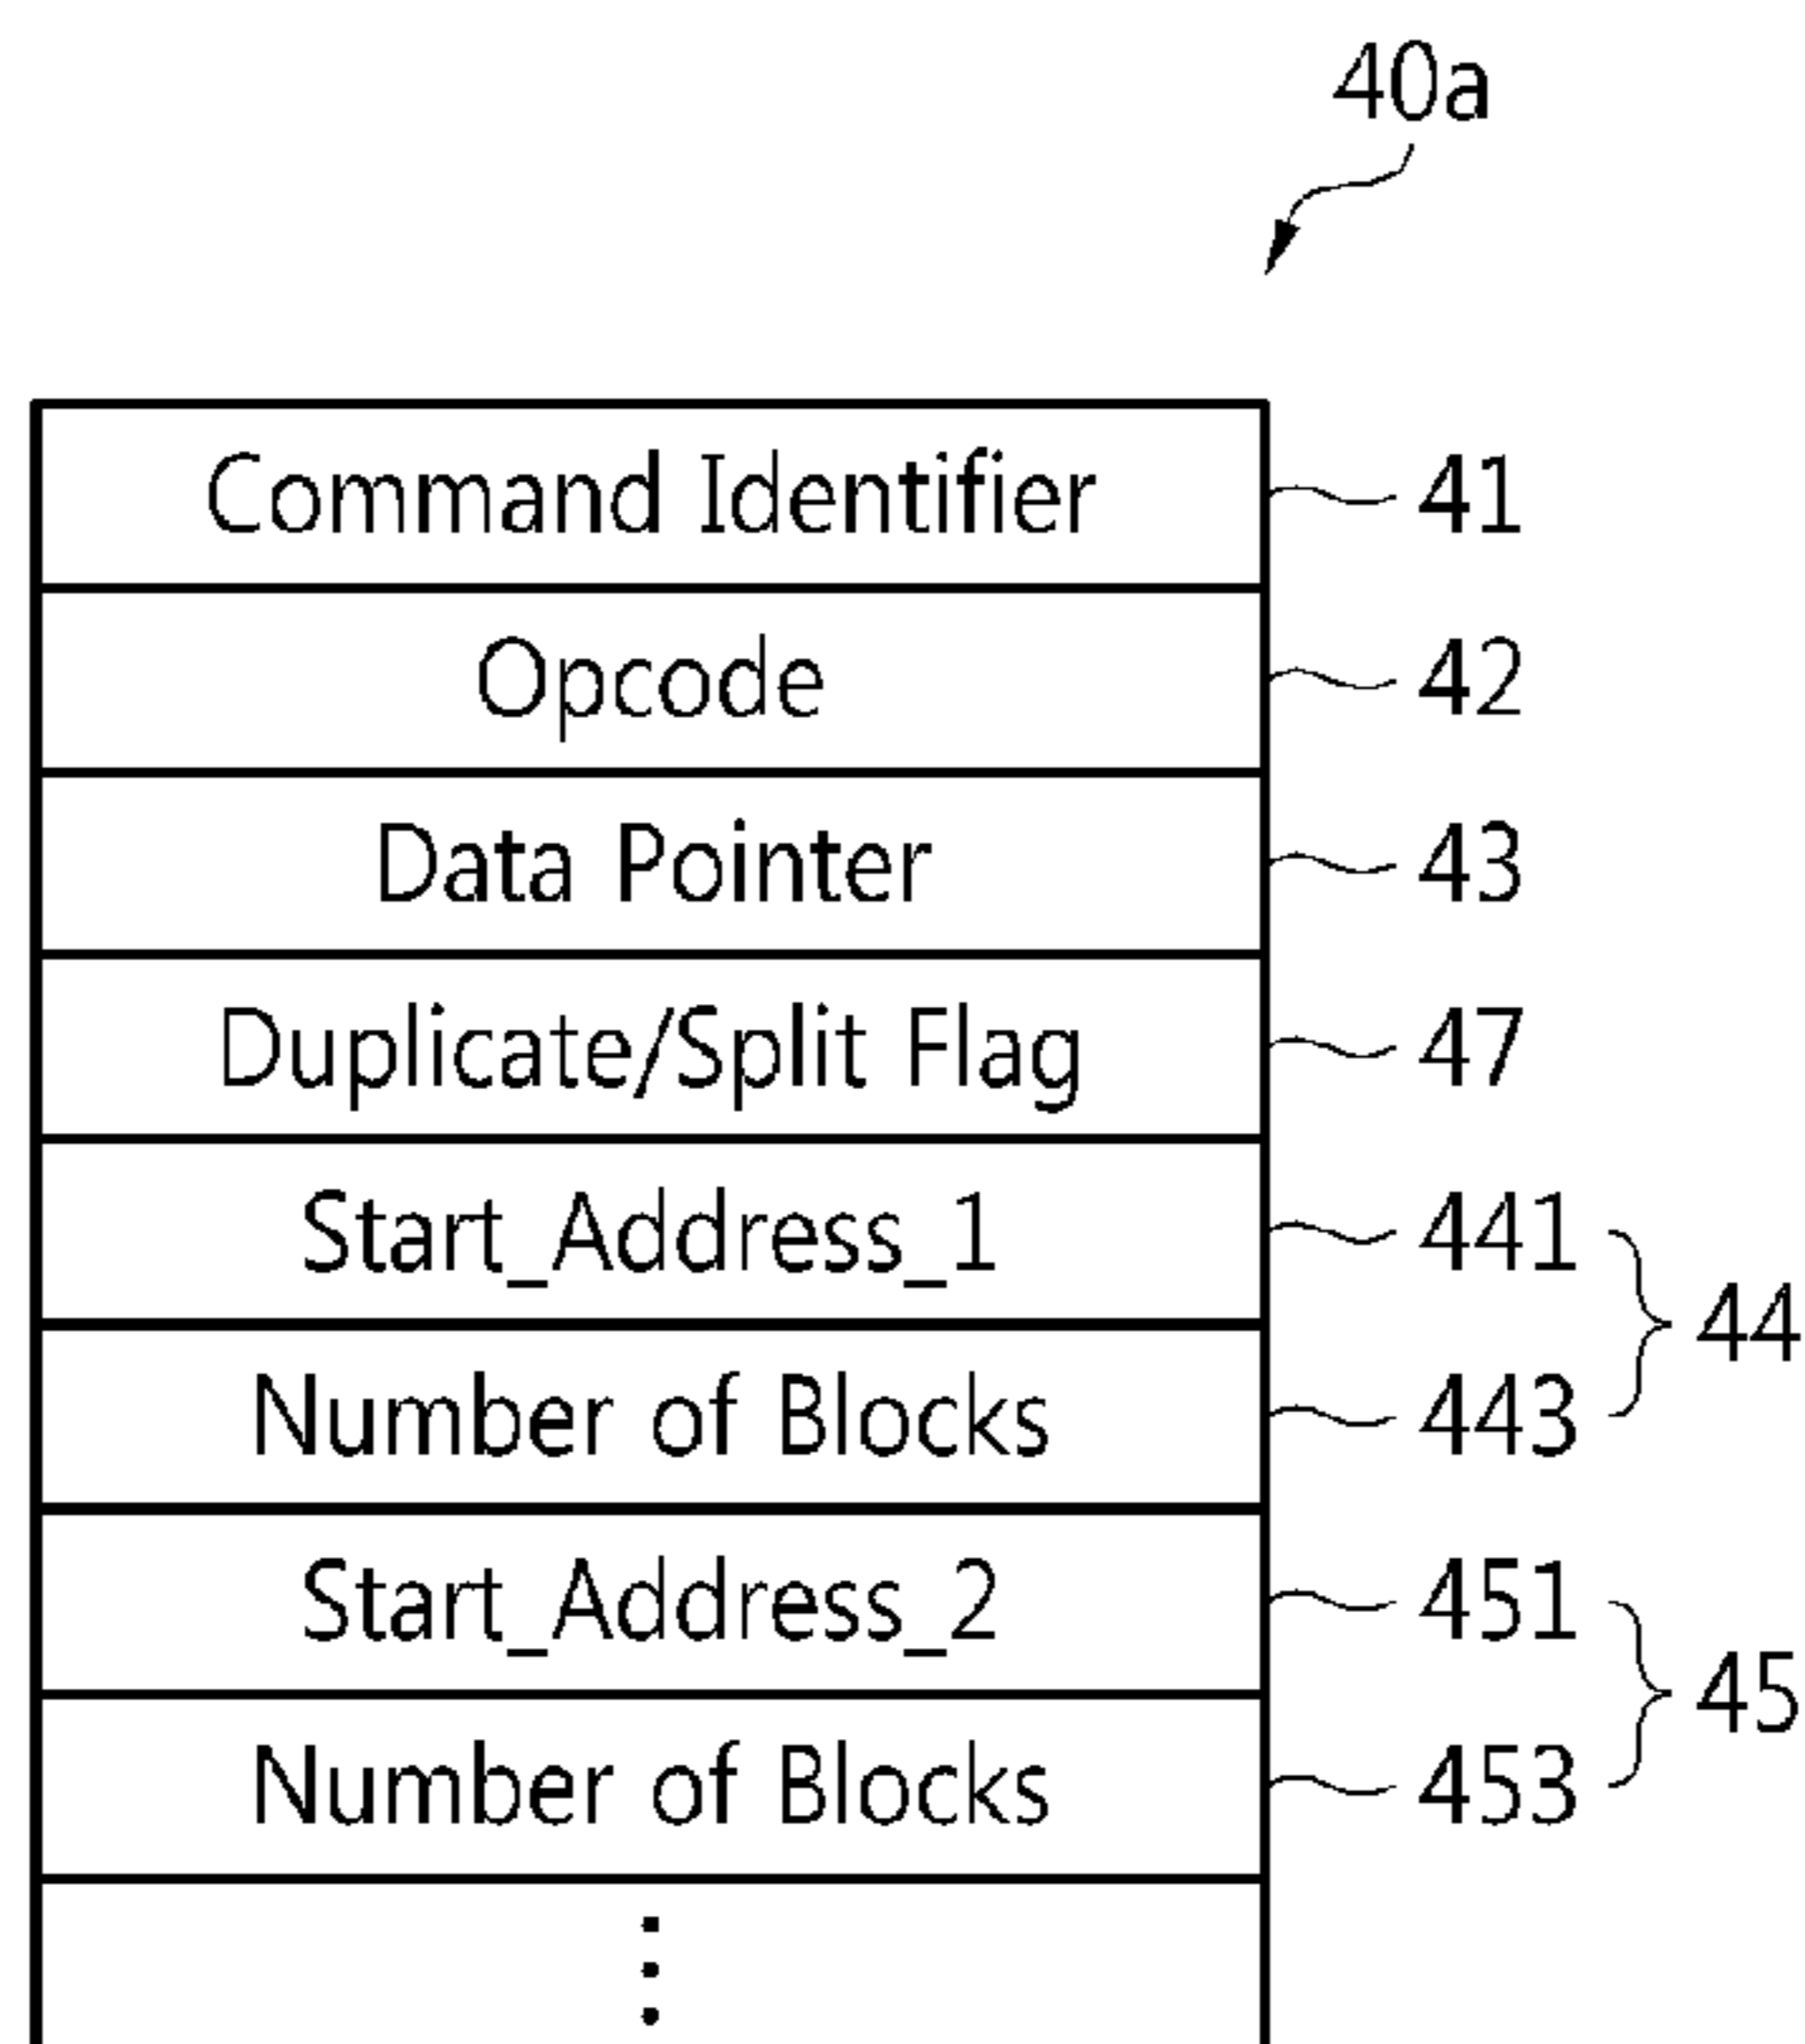 40a
Command Identifier 41
Opcode 42
Data Pointer 43
Duplicate/Split Flag 47
Start_Address_1 441
44
Number of Blocks 443
Start_Address_2 451
45
Number of Blocks 453